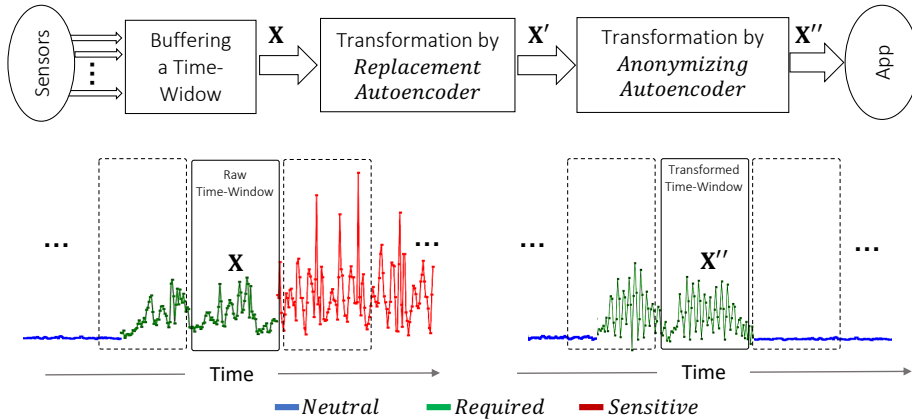 Sensors
Buffering
a Time-
Widow
X
Transformation by
Replacement
Autoencoder
X′
Transformation by
Anonymizing
Autoencoder
X′′
App
Raw
Time-Window
X
...
...
Time
Transformed
Time-Window
X′′
...
...
Time
Neutral
Required
Sensitive